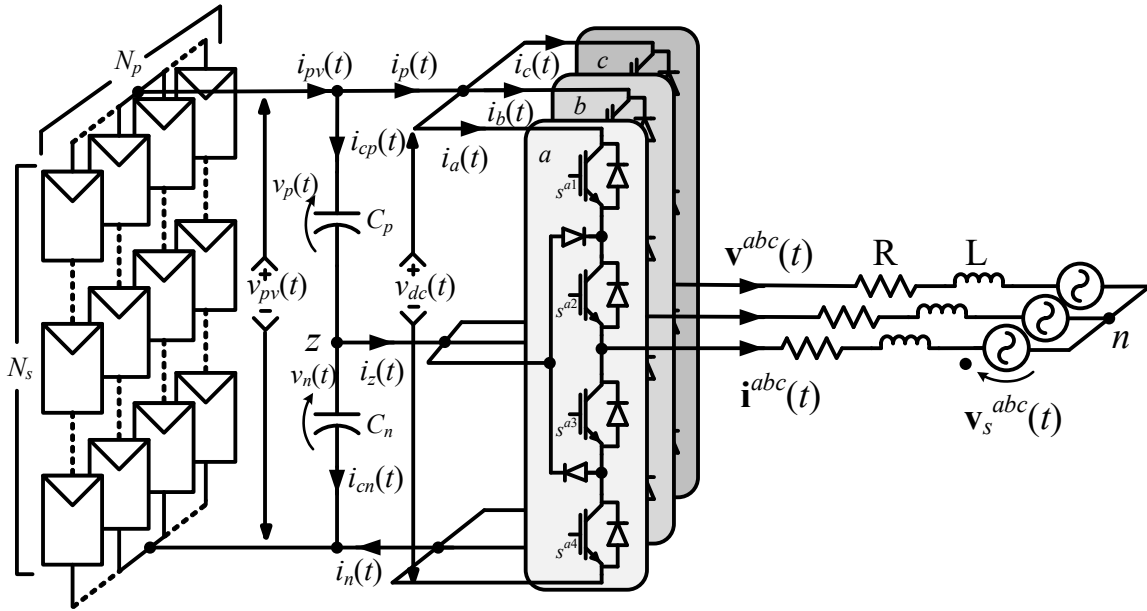 N_p
i_pv(t)
i_p(t)
i_c(t)
c
i_b(t)
b
i_a(t)
a
i_cp(t)
v_p(t)
C_p
s^a1
v_pv(t)
+
−
v_dc(t)
+
−
s^a2
v^abc(t)
R
L
N_s
z
i_z(t)
n
v_n(t)
C_n
s^a3
i^abc(t)
v_s^abc(t)
i_cn(t)
s^a4
i_n(t)